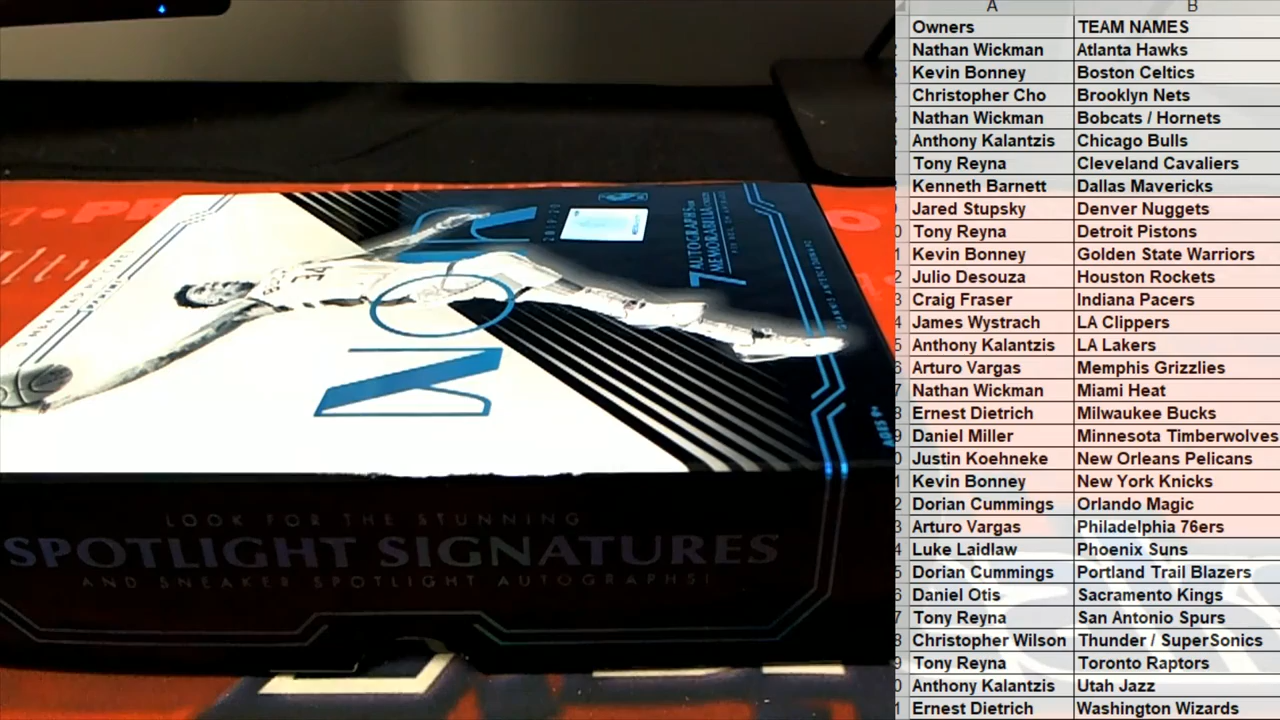 NOIR
2019-20
7 AUTOGRAPHS OR
MEMORABILIA CARDS
AGES 9+
LOOK FOR THE STUNNING
SPOTLIGHT SIGNATURES
AND SNEAKER SPOTLIGHT AUTOGRAPHS!
A B
Owners TEAM NAMES
Nathan Wickman Atlanta Hawks
Kevin Bonney Boston Celtics
Christopher Cho Brooklyn Nets
Nathan Wickman Bobcats / Hornets
Anthony Kalantzis Chicago Bulls
Tony Reyna Cleveland Cavaliers
Kenneth Barnett Dallas Mavericks
Jared Stupsky Denver Nuggets
Tony Reyna Detroit Pistons
Kevin Bonney Golden State Warriors
Julio Desouza Houston Rockets
Craig Fraser Indiana Pacers
James Wystrach LA Clippers
Anthony Kalantzis LA Lakers
Arturo Vargas Memphis Grizzlies
Nathan Wickman Miami Heat
Ernest Dietrich Milwaukee Bucks
Daniel Miller Minnesota Timberwolves
Justin Koehneke New Orleans Pelicans
Kevin Bonney New York Knicks
Dorian Cummings Orlando Magic
Arturo Vargas Philadelphia 76ers
Luke Laidlaw Phoenix Suns
Dorian Cummings Portland Trail Blazers
Daniel Otis Sacramento Kings
Tony Reyna San Antonio Spurs
Christopher Wilson Thunder / SuperSonics
Tony Reyna Toronto Raptors
Anthony Kalantzis Utah Jazz
Ernest Dietrich Washington Wizards